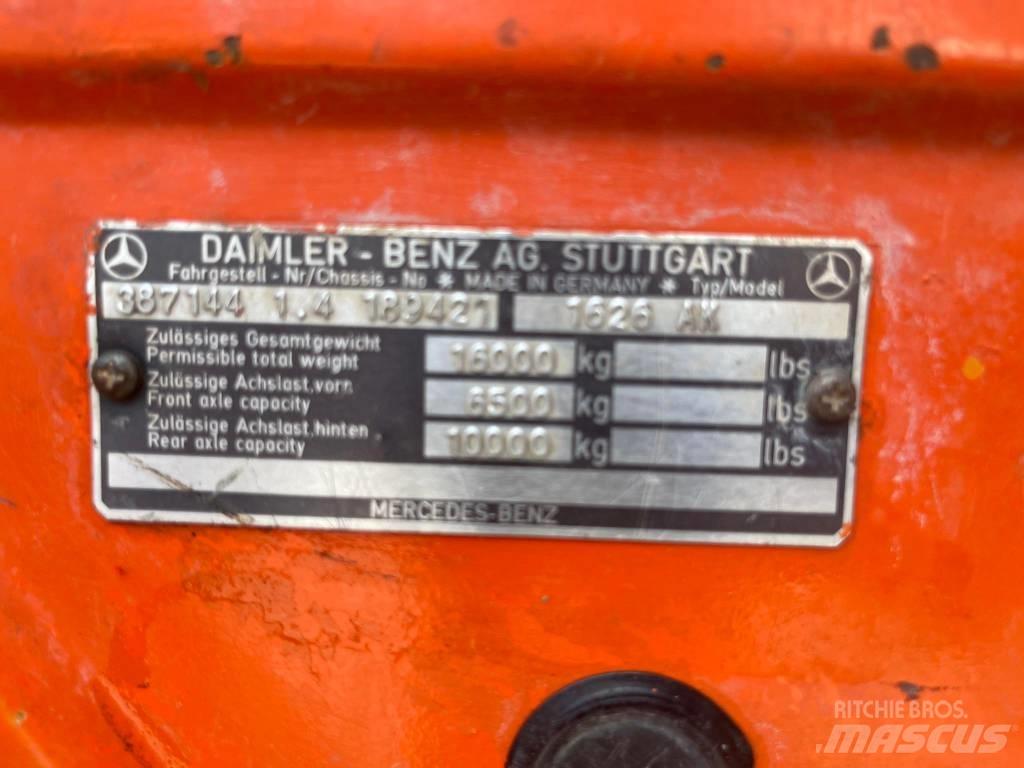 DAIMLER - BENZ AG. STUTTGART
Fahrgestell - Nr/Chassis - No * MADE IN GERMANY * Typ/Model
387144 1.4 189421 1626 AK
Zulässiges Gesamtgewicht
Permissible total weight 16000 kg lbs
Zulässige Achslast,vorn
Front axle capacity 6500 kg lbs
Zulässige Achslast,hinten
Rear axle capacity 10000 kg lbs
MERCEDES-BENZ
RITCHIE BROS.
MASCUS